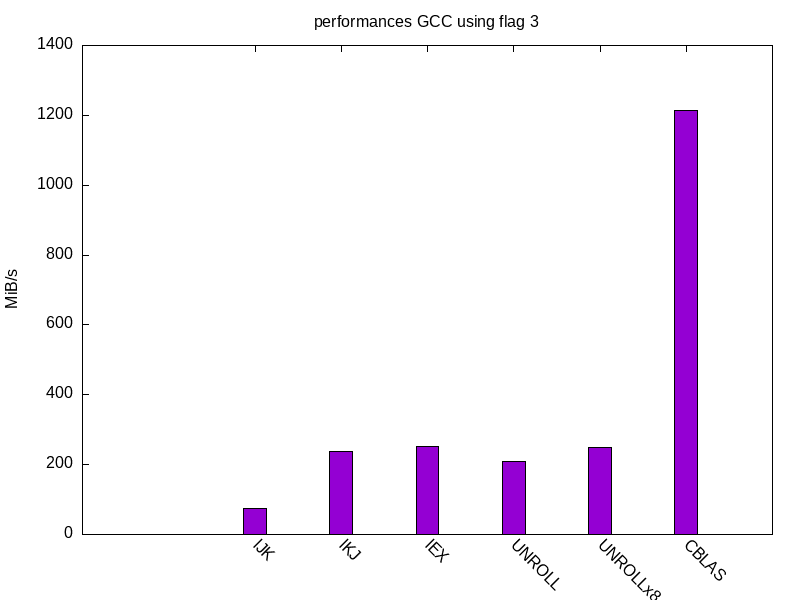 performances GCC using flag 3
1400
1200
1000
800
600
400
200
0
MiB/s
IJK
IKJ
IEX
UNROLL
UNROLLx8
CBLAS